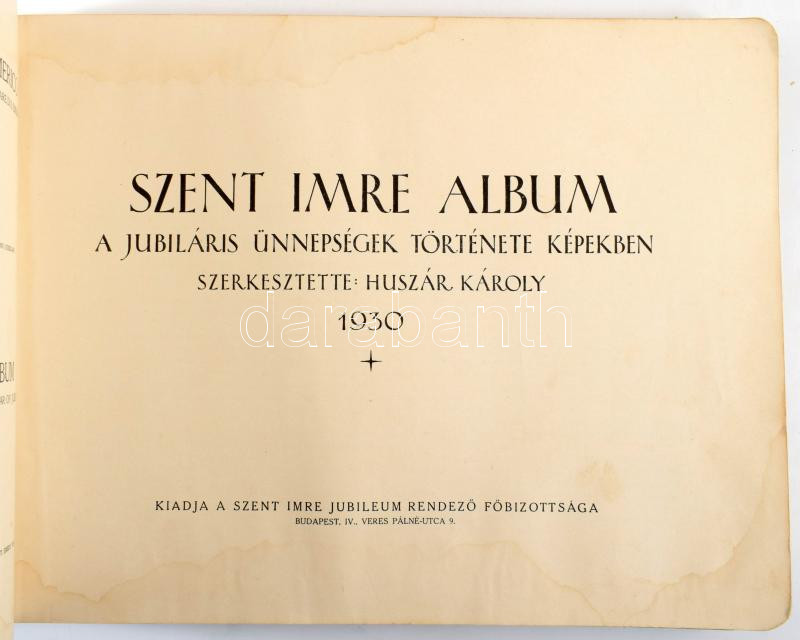 SZENT IMRE ALBUM
A JUBILÁRIS ÜNNEPSÉGEK TÖRTÉNETE KÉPEKBEN
SZERKESZTETTE: HUSZÁR KÁROLY
1930
darabanth
KIADJA A SZENT IMRE JUBILEUM RENDEZŐ FŐBIZOTTSÁGA
BUDAPEST, IV., VERES PÁLNÉ-UTCA 9.